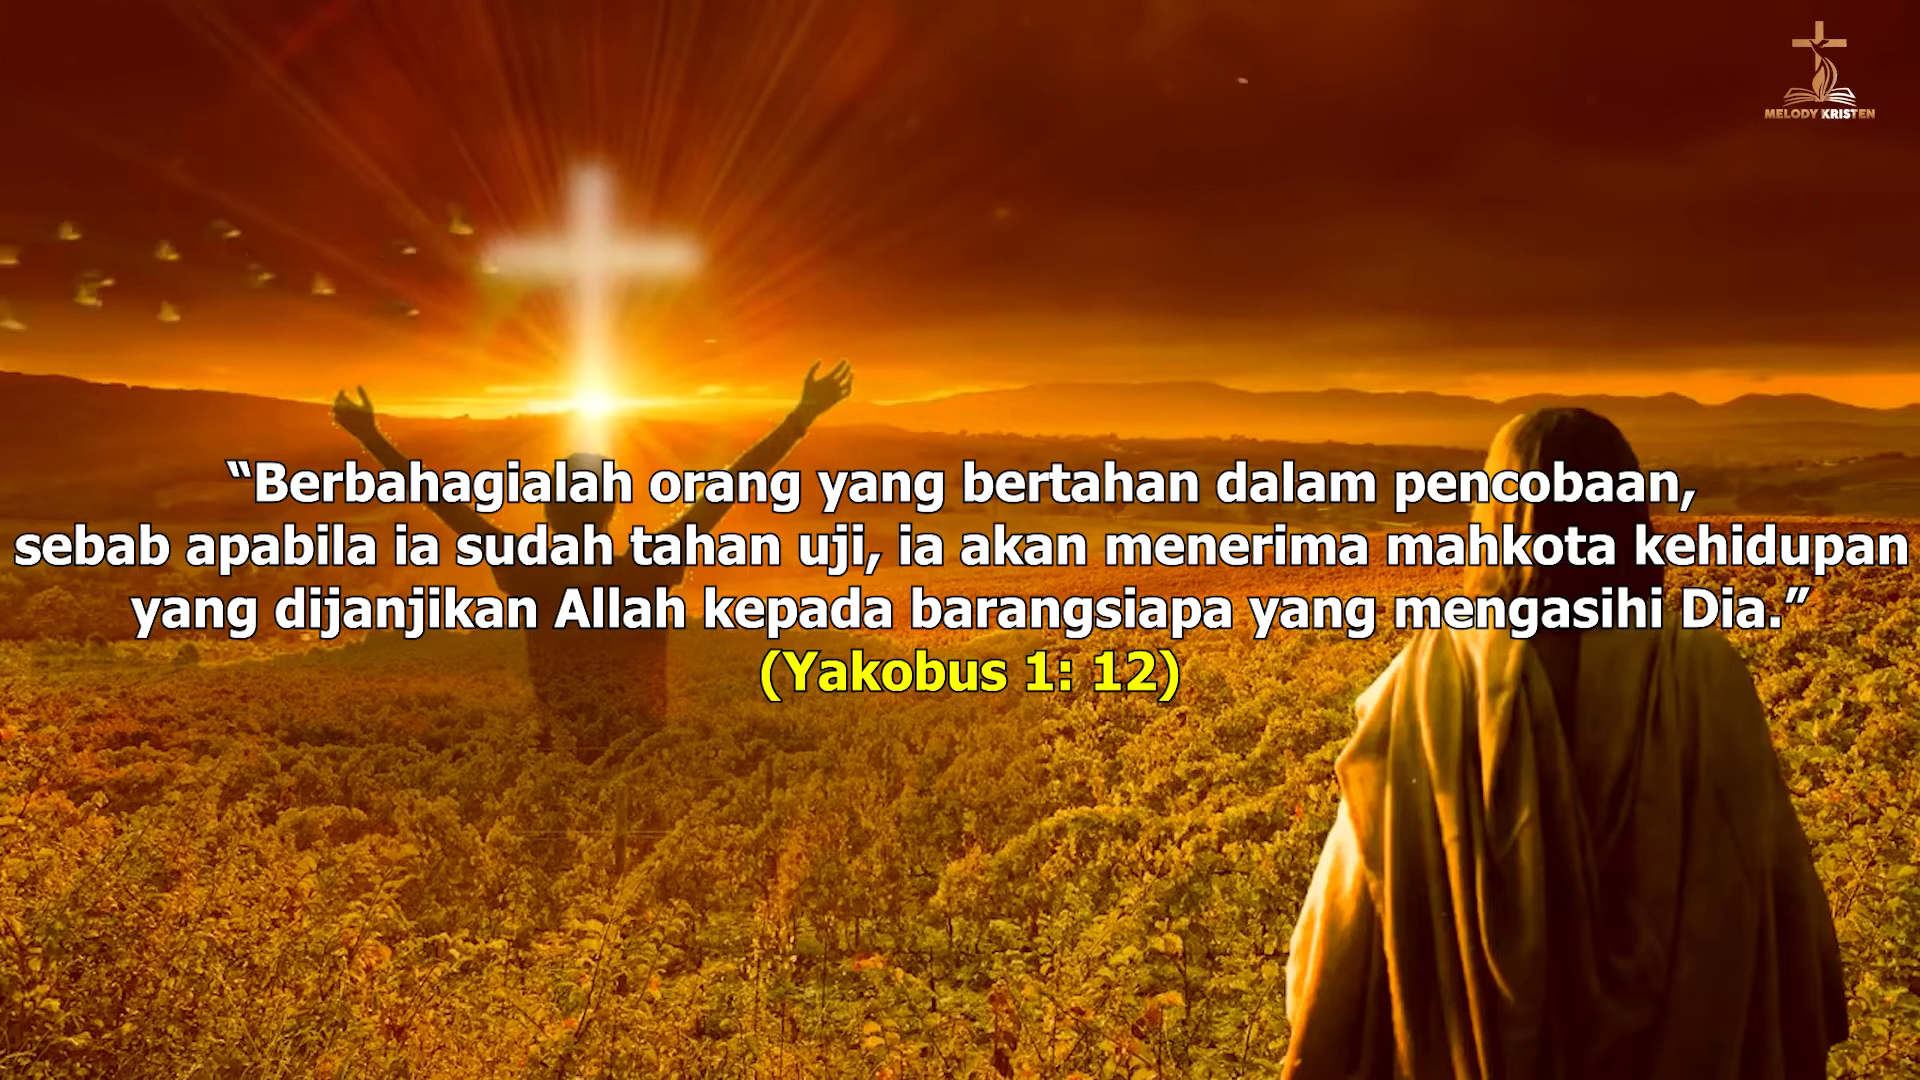 MELODY KRISTEN
“Berbahagialah orang yang bertahan dalam pencobaan,
sebab apabila ia sudah tahan uji, ia akan menerima mahkota kehidupan
yang dijanjikan Allah kepada barangsiapa yang mengasihi Dia.”
(Yakobus 1: 12)